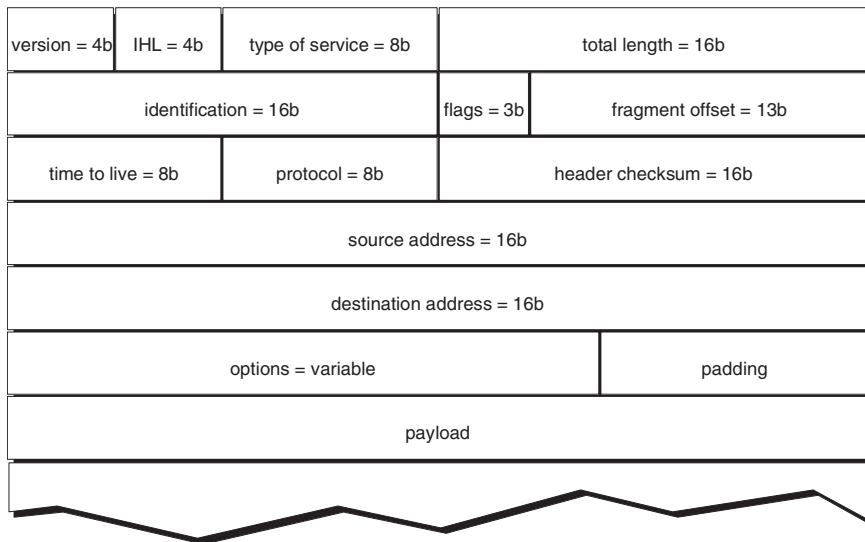 version = 4b IHL = 4b type of service = 8b total length = 16b
identification = 16b flags = 3b fragment offset = 13b
time to live = 8b protocol = 8b header checksum = 16b
source address = 16b
destination address = 16b
options = variable padding
payload